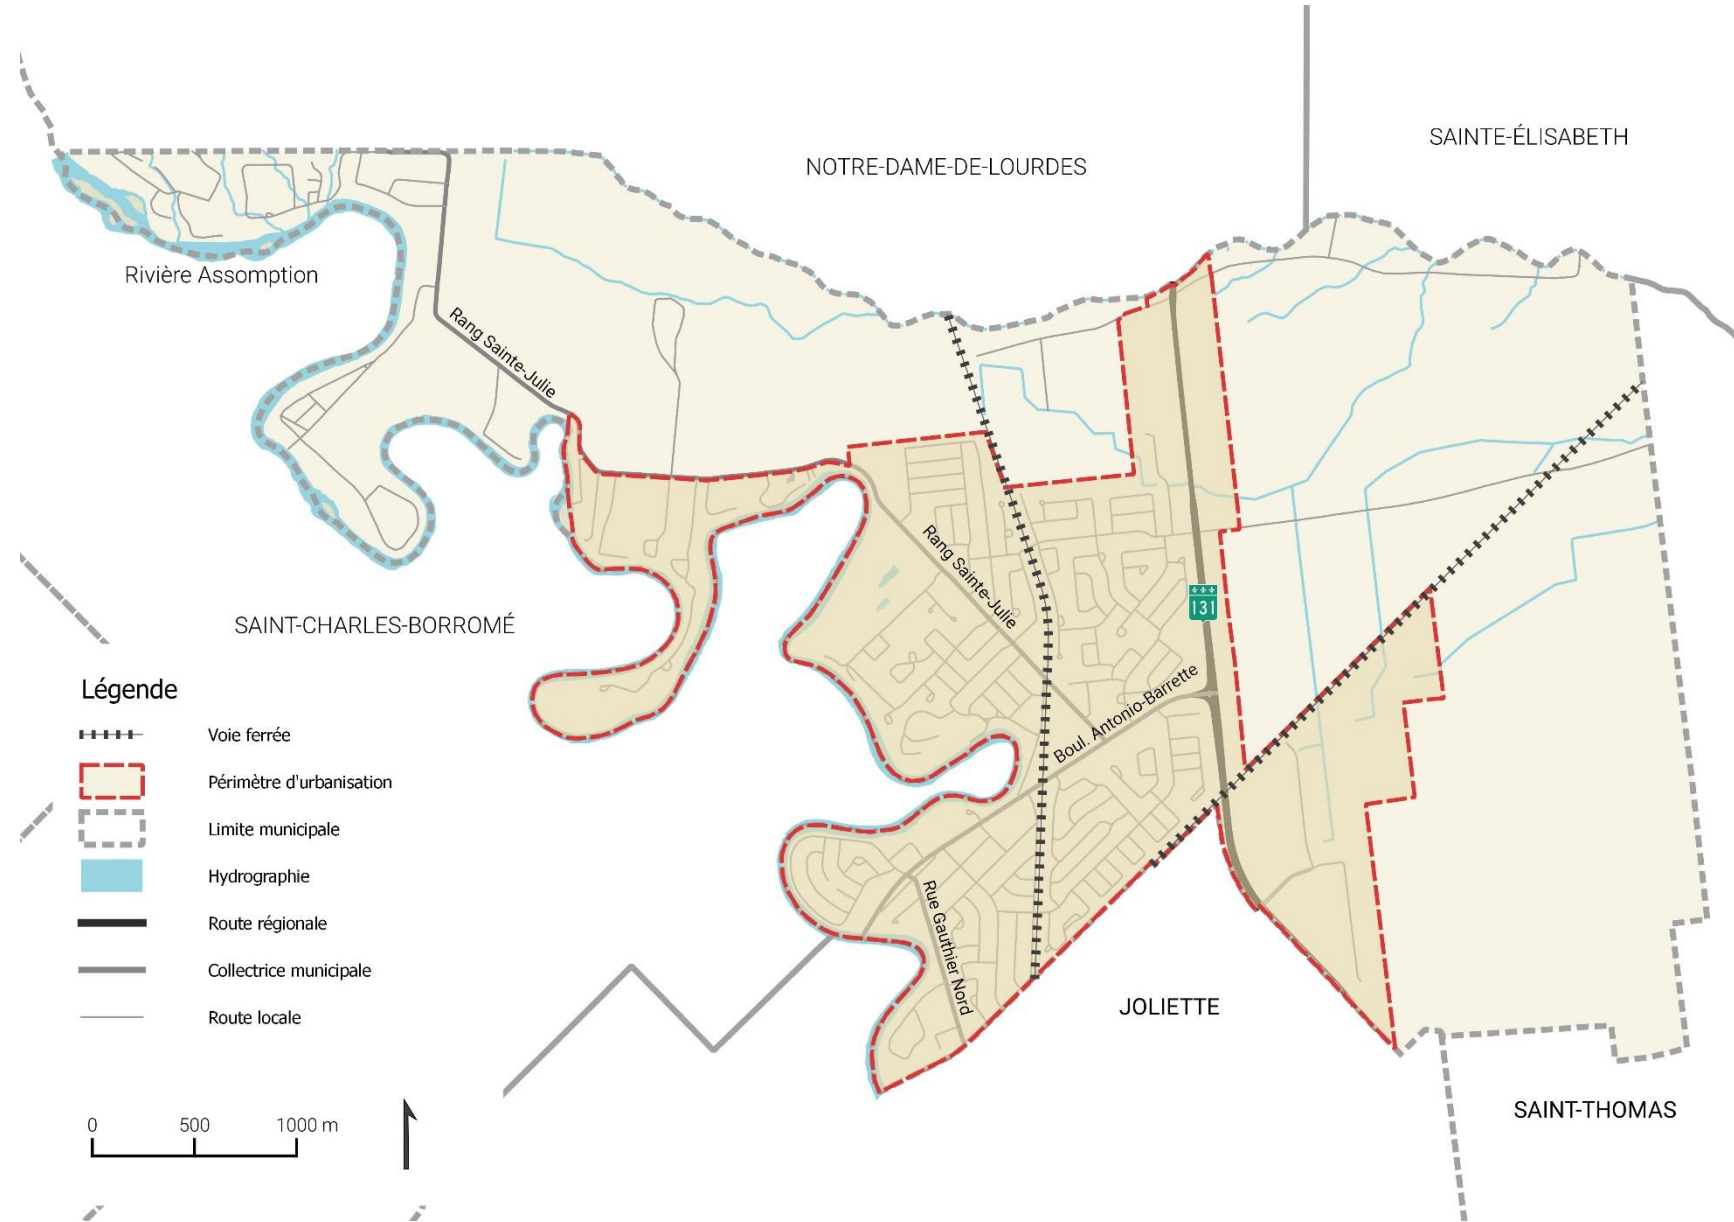 SAINTE-ÉLISABETH
NOTRE-DAME-DE-LOURDES
Rivière Assomption
Rang Sainte-Julie
Rang Sainte-Julie
131
SAINT-CHARLES-BORROMÉ
Boul. Antonio-Barrette
Rue Gauthier Nord
JOLIETTE
SAINT-THOMAS
Légende
Voie ferrée
Périmètre d'urbanisation
Limite municipale
Hydrographie
Route régionale
Collectrice municipale
Route locale
0 500 1000 m